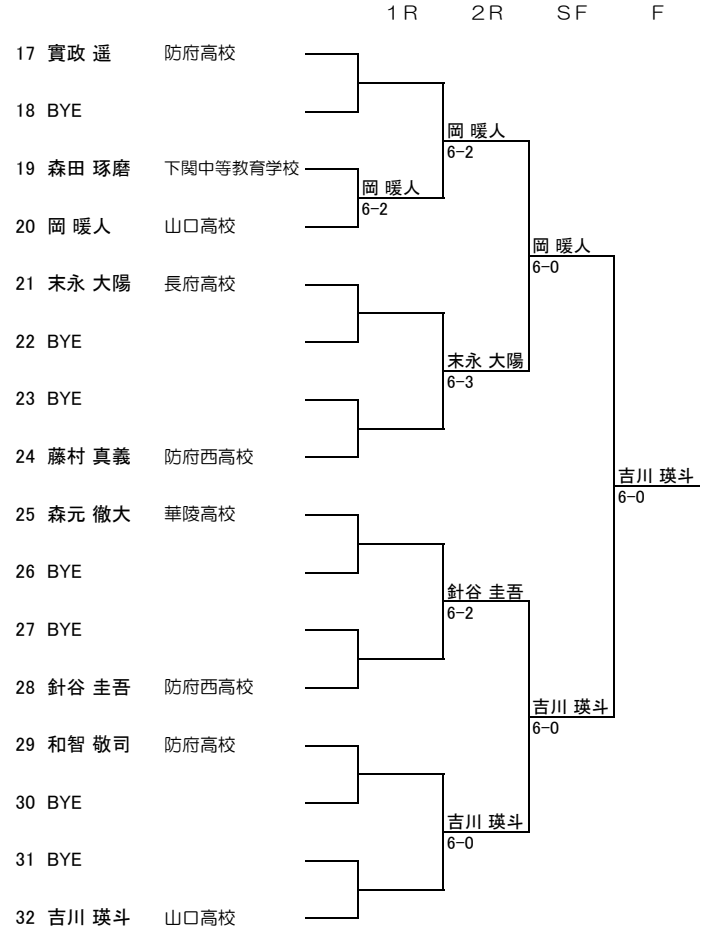 1R 2R SF F
17 實政 遥 防府高校
18 BYE
岡 暖人
6-2
19 森田 琢磨 下関中等教育学校
岡 暖人
6-2
20 岡 暖人 山口高校
岡 暖人
6-0
21 末永 大陽 長府高校
22 BYE
末永 大陽
6-3
23 BYE
24 藤村 真義 防府西高校
吉川 瑛斗
6-0
25 森元 徹大 華陵高校
26 BYE
針谷 圭吾
6-2
27 BYE
28 針谷 圭吾 防府西高校
吉川 瑛斗
6-0
29 和智 敬司 防府高校
30 BYE
吉川 瑛斗
6-0
31 BYE
32 吉川 瑛斗 山口高校